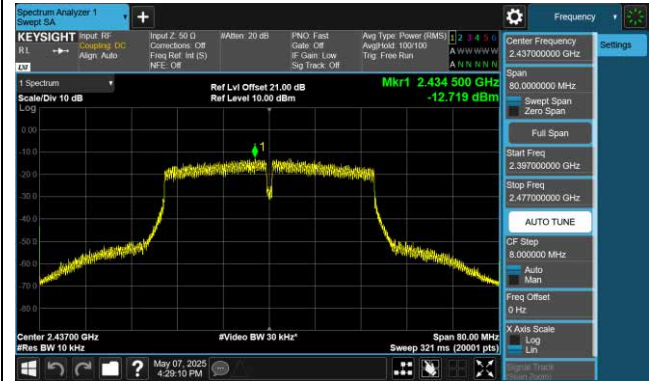 Spectrum Analyzer 1
Swept SA
Frequency
KEYSIGHT
RL
LXI
Input: RF
Coupling: DC
Align: Auto
Input Z: 50 Ω
Corrections: Off
Freq Ref: Int (S)
NFE: Off
#Atten: 20 dB
PNO: Fast
Gate: Off
IF Gain: Low
Sig Track: Off
Avg Type: Power (RMS)
Avg|Hold: 100/100
Trig: Free Run
1 2 3 4 5 6
A W W W W W
A N N N N N
1 Spectrum
Scale/Div 10 dB
Log
Ref Lvl Offset 21.00 dB
Ref Level 10.00 dBm
Mkr1 2.434 500 GHz
-12.719 dBm
1
0.00
-10.0
-20.0
-30.0
-40.0
-50.0
-60.0
-70.0
-80.0
Center 2.43700 GHz
#Res BW 10 kHz
#Video BW 30 kHz*
Span 80.00 MHz
Sweep 321 ms (20001 pts)
May 07, 2025
4:29:10 PM
Center Frequency
2.437000000 GHz
Settings
Span
80.0000000 MHz
Swept Span
Zero Span
Full Span
Start Freq
2.397000000 GHz
Stop Freq
2.477000000 GHz
AUTO TUNE
CF Step
8.000000 MHz
Auto
Man
Freq Offset
0 Hz
X Axis Scale
Log
Lin
Signal Track
(Span Zoom)